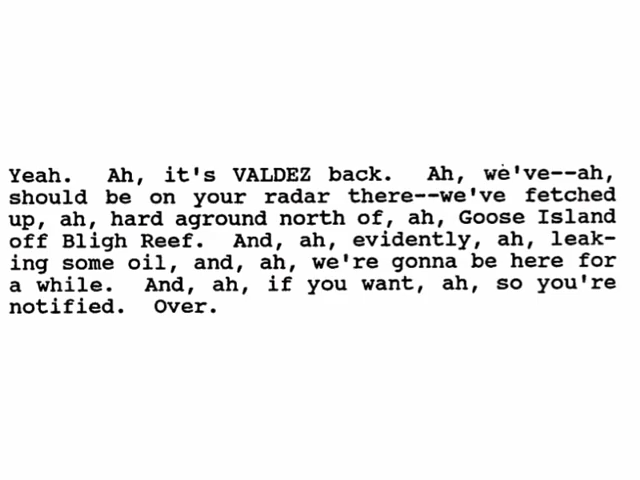 Yeah.  Ah, it's VALDEZ back.  Ah, we've--ah,
should be on your radar there--we've fetched
up, ah, hard aground north of, ah, Goose Island
off Bligh Reef.  And, ah, evidently, ah, leak-
ing some oil, and, ah, we're gonna be here for
a while.  And, ah, if you want, ah, so you're
notified.  Over.